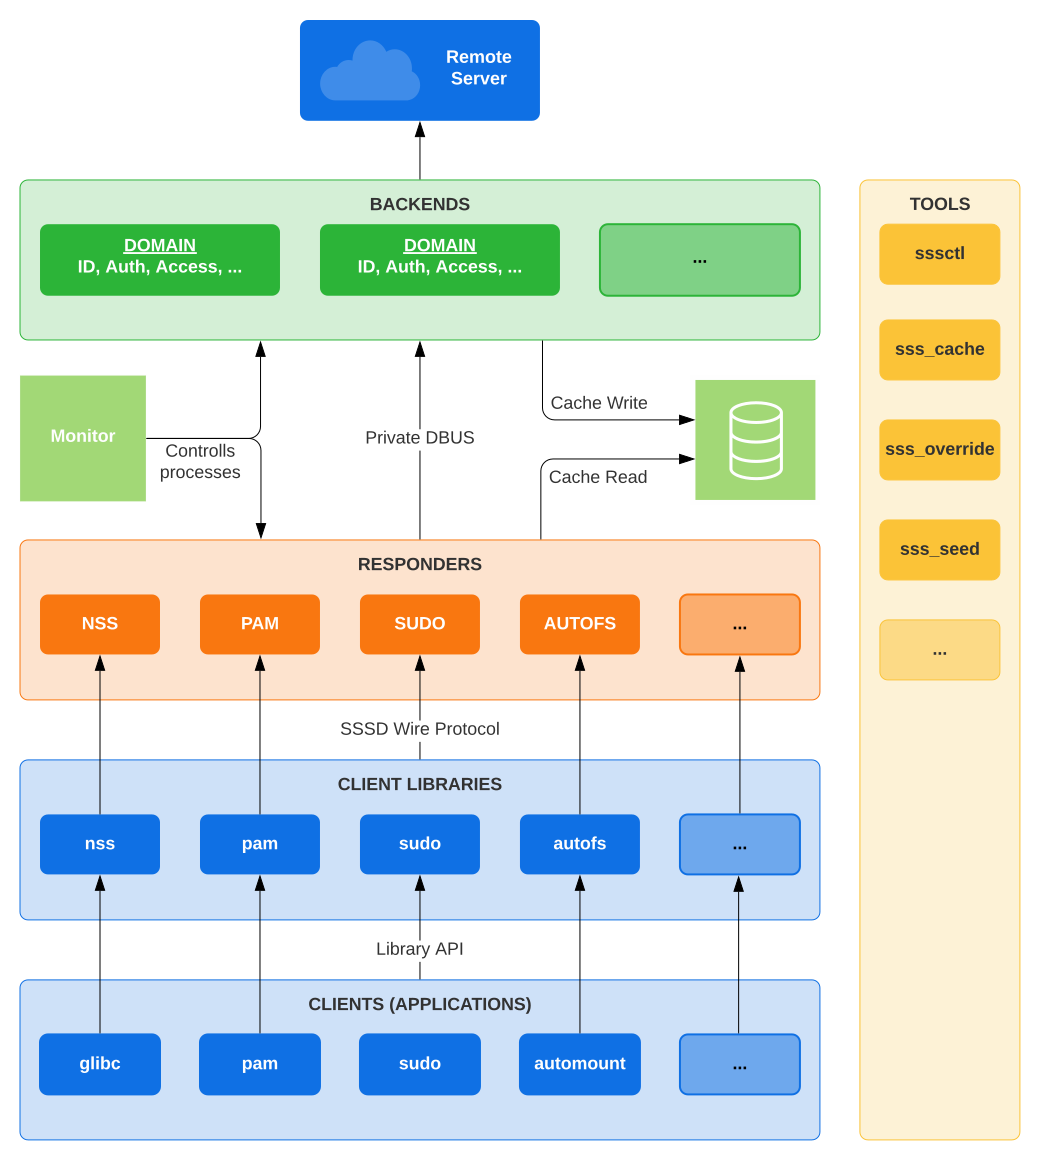 Remote
Server
BACKENDS
DOMAIN
ID, Auth, Access, ...
DOMAIN
ID, Auth, Access, ...
...
Monitor
Controlls
processes
Private DBUS
Cache Write
Cache Read
RESPONDERS
NSS
PAM
SUDO
AUTOFS
...
SSSD Wire Protocol
CLIENT LIBRARIES
nss
pam
sudo
autofs
...
Library API
CLIENTS (APPLICATIONS)
glibc
pam
sudo
automount
...
TOOLS
sssctl
sss_cache
sss_override
sss_seed
...